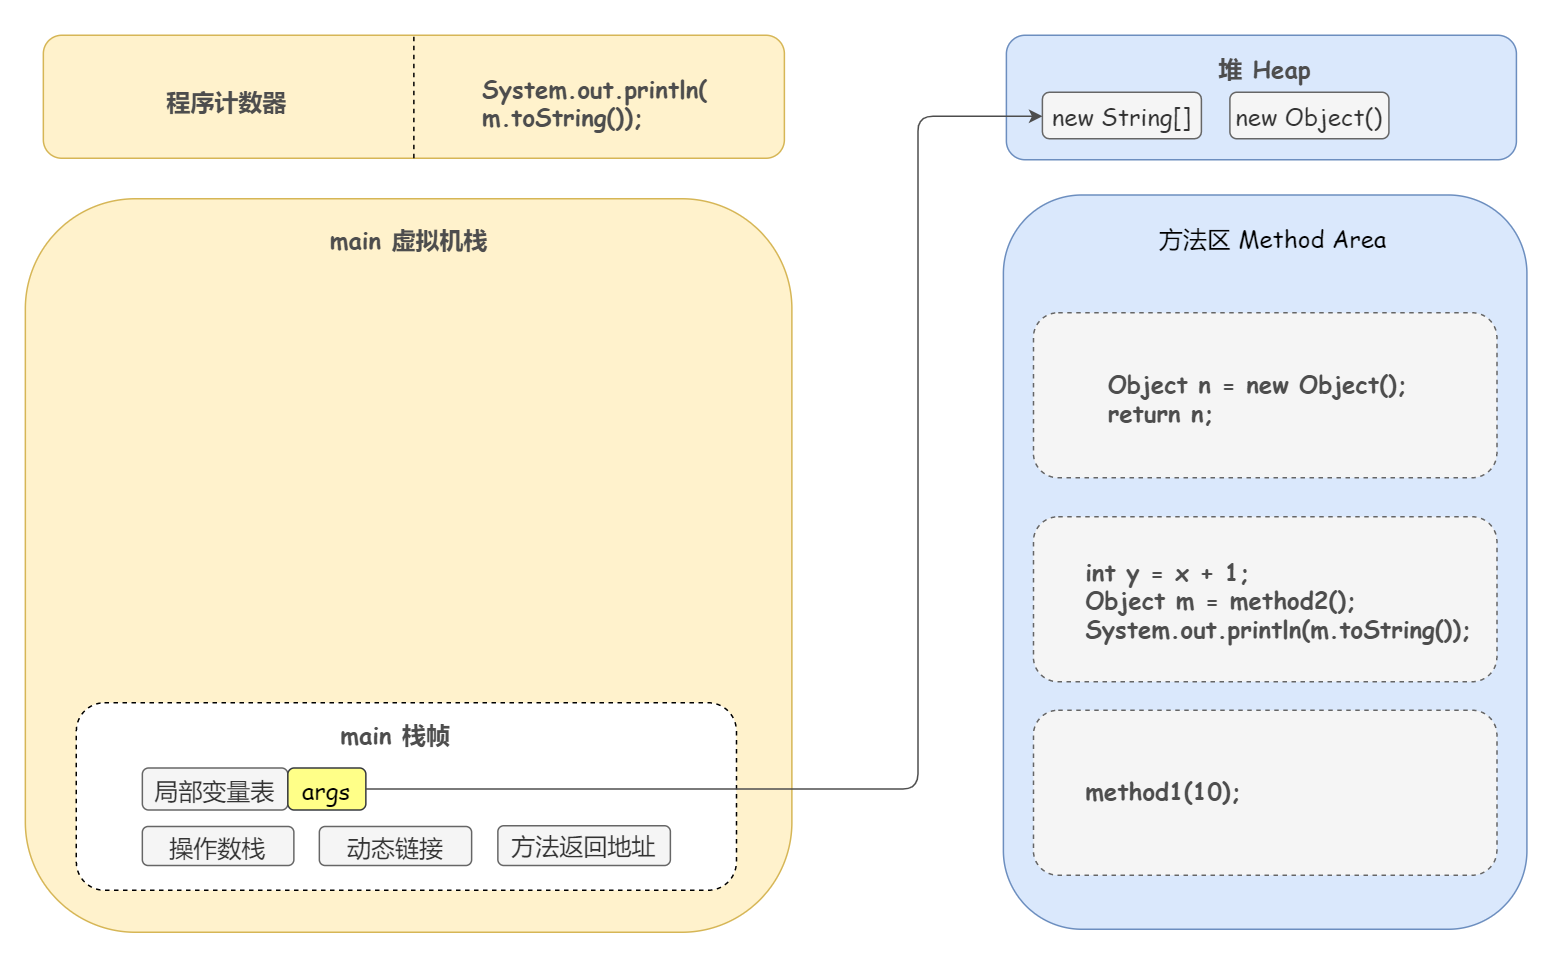 程序计数器
System.out.println(
m.toString());
main 虚拟机栈
main 栈帧
局部变量表
args
操作数栈
动态链接
方法返回地址
堆 Heap
new String[]
new Object()
方法区 Method Area
Object n = new Object();
return n;
int y = x + 1;
Object m = method2();
System.out.println(m.toString());
method1(10);